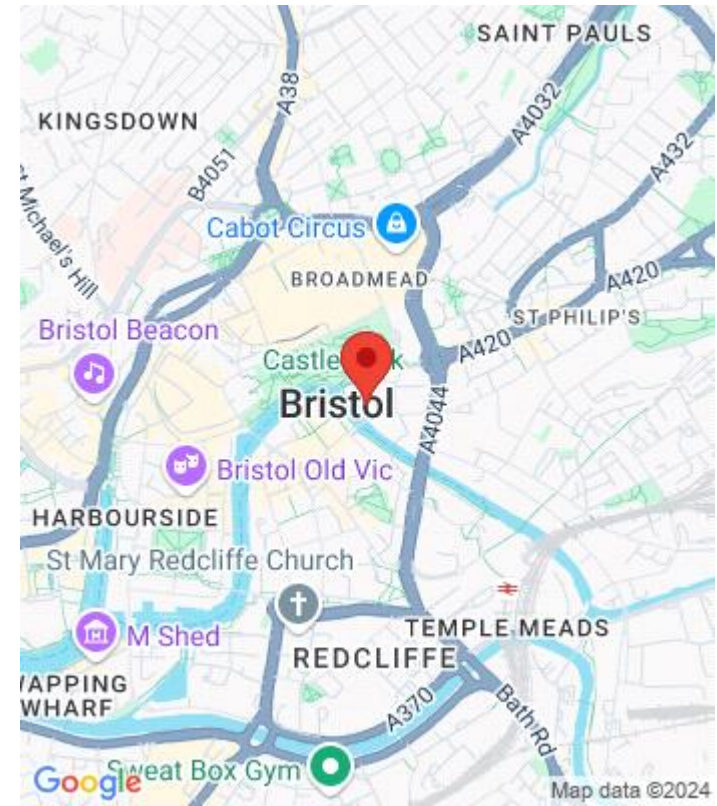 SAINT PAULS
A38
KINGSDOWN
A4032
A432
B4051
St Michael's Hill
Cabot Circus
BROADMEAD
A420
ST PHILIP'S
Bristol Beacon
A420
Castle
k
Bristol
A4044
Bristol Old Vic
HARBOURSIDE
St Mary Redcliffe Church
M Shed
TEMPLE MEADS
REDCLIFFE
WAPPING
WHARF
A370
Bath Rd
Sweat Box Gym
Google
Map data ©2024